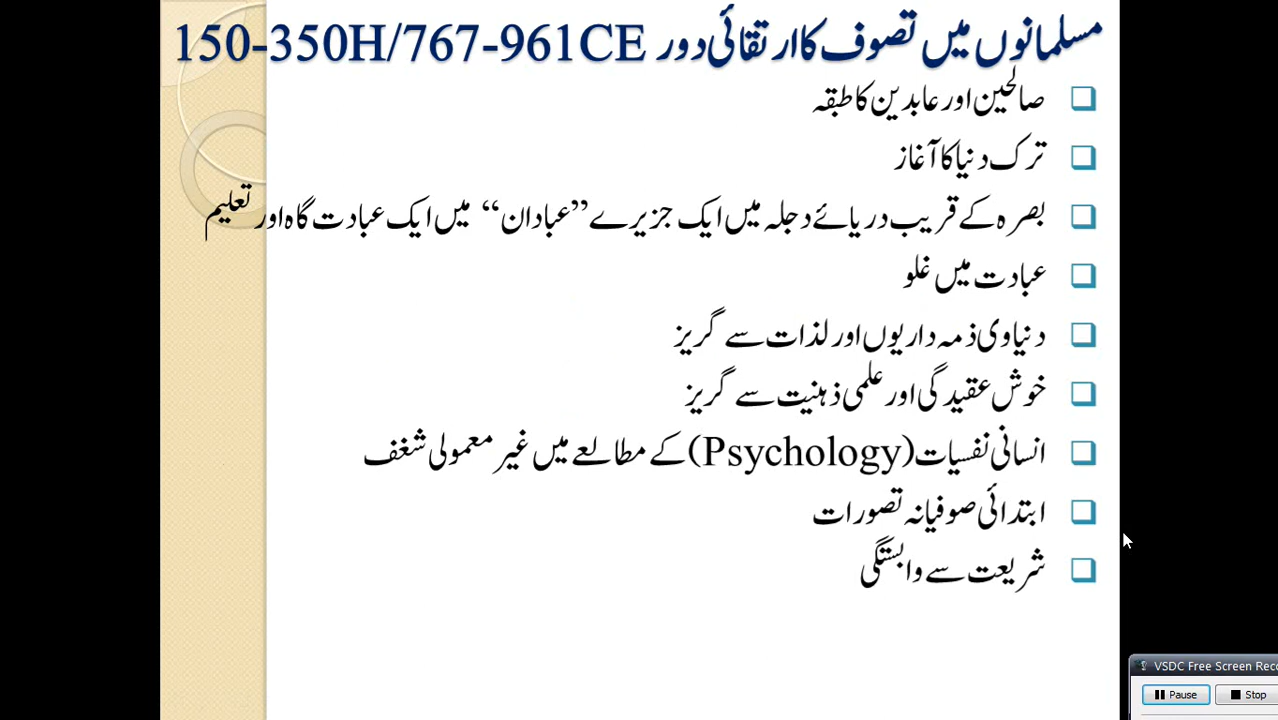 مسلمانوں میں تصوف کا ارتقائی دور 150-350H/767-961CE
صالحین اور عابدین کا طبقہ
ترک دنیا کا آغاز
بصرہ کے قریب دریائے دجلہ میں ایک جزیرے ”عبادان“ میں ایک عبادت گاہ اور تعلیم
عبادت میں غلو
دنیاوی ذمہ داریوں اور لذات سے گریز
خوش عقیدگی اور علمی ذہنیت سے گریز
انسانی نفسیات (Psychology) کے مطالعے میں غیر معمولی شغف
ابتدائی صوفیانہ تصورات
شریعت سے وابستگی
VSDC Free Screen Rec
Pause Stop